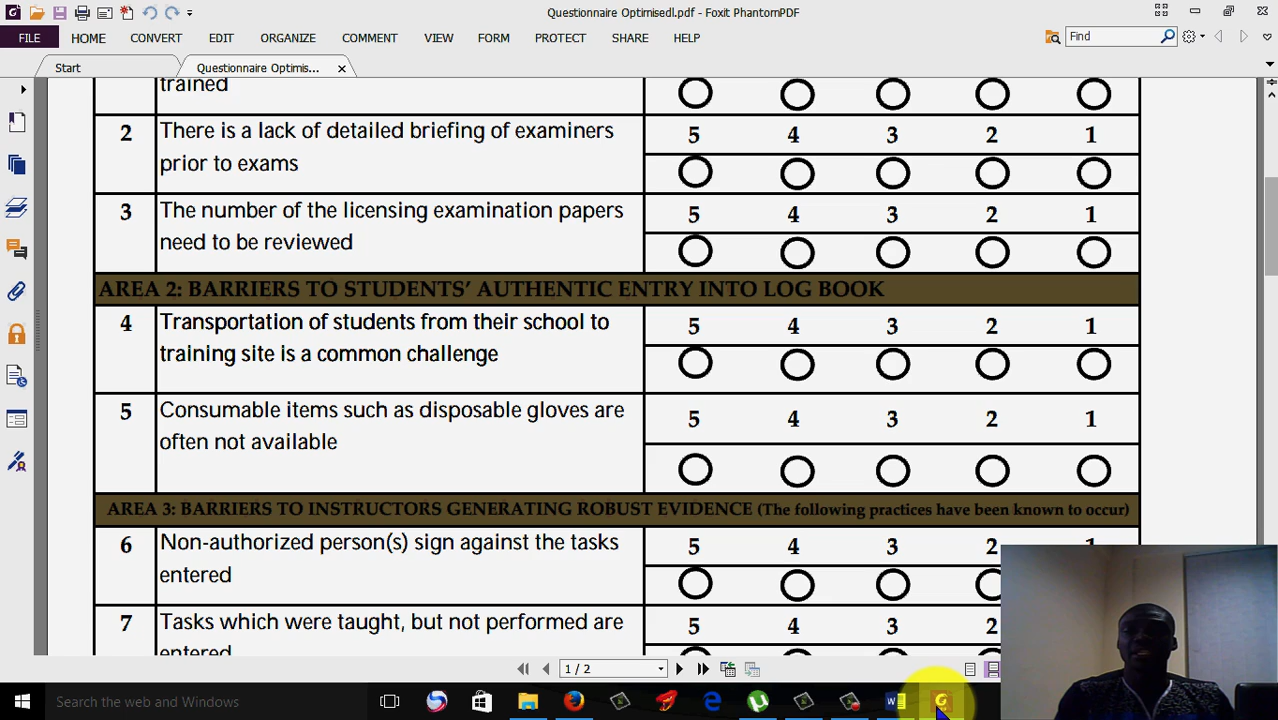 Questionnaire Optimisedl.pdf - Foxit PhantomPDF
FILE HOME CONVERT EDIT ORGANIZE COMMENT VIEW FORM PROTECT SHARE HELP Find
Start Questionnaire Optimis...
trained
2 There is a lack of detailed briefing of examiners 5 4 3 2 1
prior to exams
3 The number of the licensing examination papers 5 4 3 2 1
need to be reviewed
AREA 2: BARRIERS TO STUDENTS’ AUTHENTIC ENTRY INTO LOG BOOK
4 Transportation of students from their school to 5 4 3 2 1
training site is a common challenge
5 Consumable items such as disposable gloves are 5 4 3 2 1
often not available
AREA 3: BARRIERS TO INSTRUCTORS GENERATING ROBUST EVIDENCE (The following practices have been known to occur)
6 Non-authorized person(s) sign against the tasks 5 4 3 2 1
entered
7 Tasks which were taught, but not performed are 5 4 3 2
entered
1 / 2
Search the web and Windows